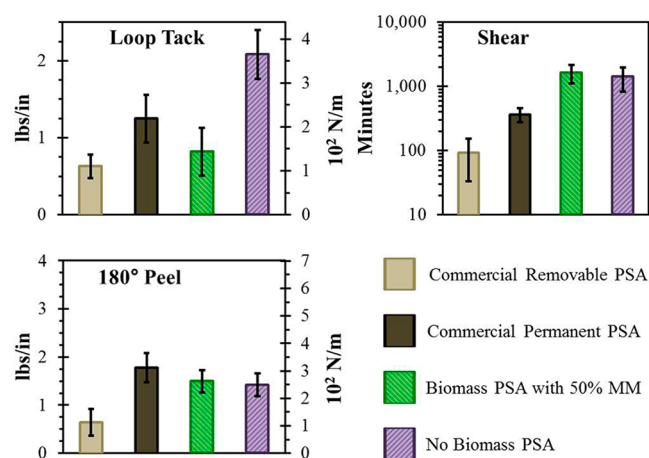 Loop Tack
lbs/in
2
1
0
10² N/m
4
3
2
1
0
Shear
Minutes
10,000
1,000
100
10
180° Peel
lbs/in
4
3
2
1
0
10² N/m
7
6
5
4
3
2
1
0
Commercial Removable PSA
Commercial Permanent PSA
Biomass PSA with 50% MM
No Biomass PSA